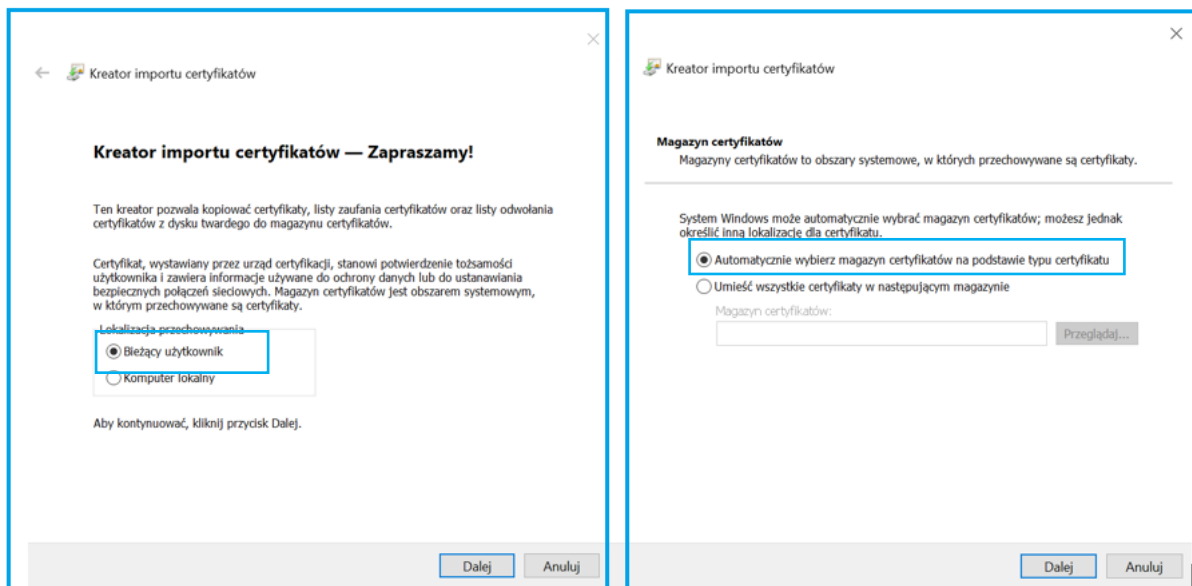 Kreator importu certyfikatów
Kreator importu certyfikatów — Zapraszamy!
Ten kreator pozwala kopiować certyfikaty, listy zaufania certyfikatów oraz listy odwołania
certyfikatów z dysku twardego do magazynu certyfikatów.
Certyfikat, wystawiany przez urząd certyfikacji, stanowi potwierdzenie tożsamości
użytkownika i zawiera informacje używane do ochrony danych lub do ustanawiania
bezpiecznych połączeń sieciowych. Magazyn certyfikatów jest obszarem systemowym,
w którym przechowywane są certyfikaty.
Lokalizacja przechowywania
Bieżący użytkownik
Komputer lokalny
Aby kontynuować, kliknij przycisk Dalej.
Dalej
Anuluj
Kreator importu certyfikatów
Magazyn certyfikatów
Magazyny certyfikatów to obszary systemowe, w których przechowywane są certyfikaty.
System Windows może automatycznie wybrać magazyn certyfikatów; możesz jednak
określić inną lokalizację dla certyfikatu.
Automatycznie wybierz magazyn certyfikatów na podstawie typu certyfikatu
Umieść wszystkie certyfikaty w następującym magazynie
Magazyn certyfikatów:
Przeglądaj...
Dalej
Anuluj